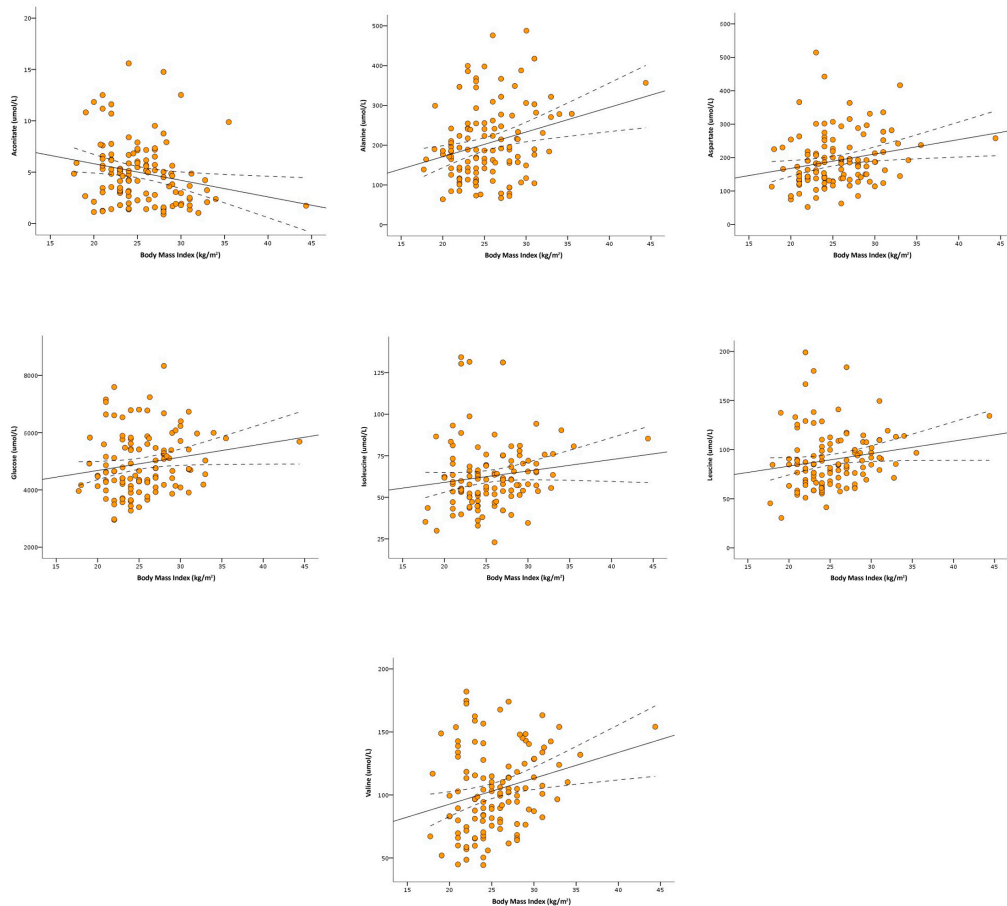 Aconitate (umol/L)
20
15
10
5
0
15 20 25 30 35 40 45
Body Mass Index (kg/m²)
Alanine (umol/L)
500
400
300
200
100
0
15 20 25 30 35 40 45
Body Mass Index (kg/m²)
Aspartate (umol/L)
600
500
400
300
200
100
0
15 20 25 30 35 40 45
Body Mass Index (kg/m²)
Glucose (umol/L)
8000
6000
4000
2000
15 20 25 30 35 40 45
Body Mass Index (kg/m²)
Isoleucine (umol/L)
125
100
75
50
25
15 20 25 30 35 40 45
Body Mass Index (kg/m²)
Leecine (umol/L)
200
150
100
50
0
15 20 25 30 35 40 45
Body Mass Index (kg/m²)
Valine (umol/L)
200
150
100
50
15 20 25 30 35 40 45
Body Mass Index (kg/m²)